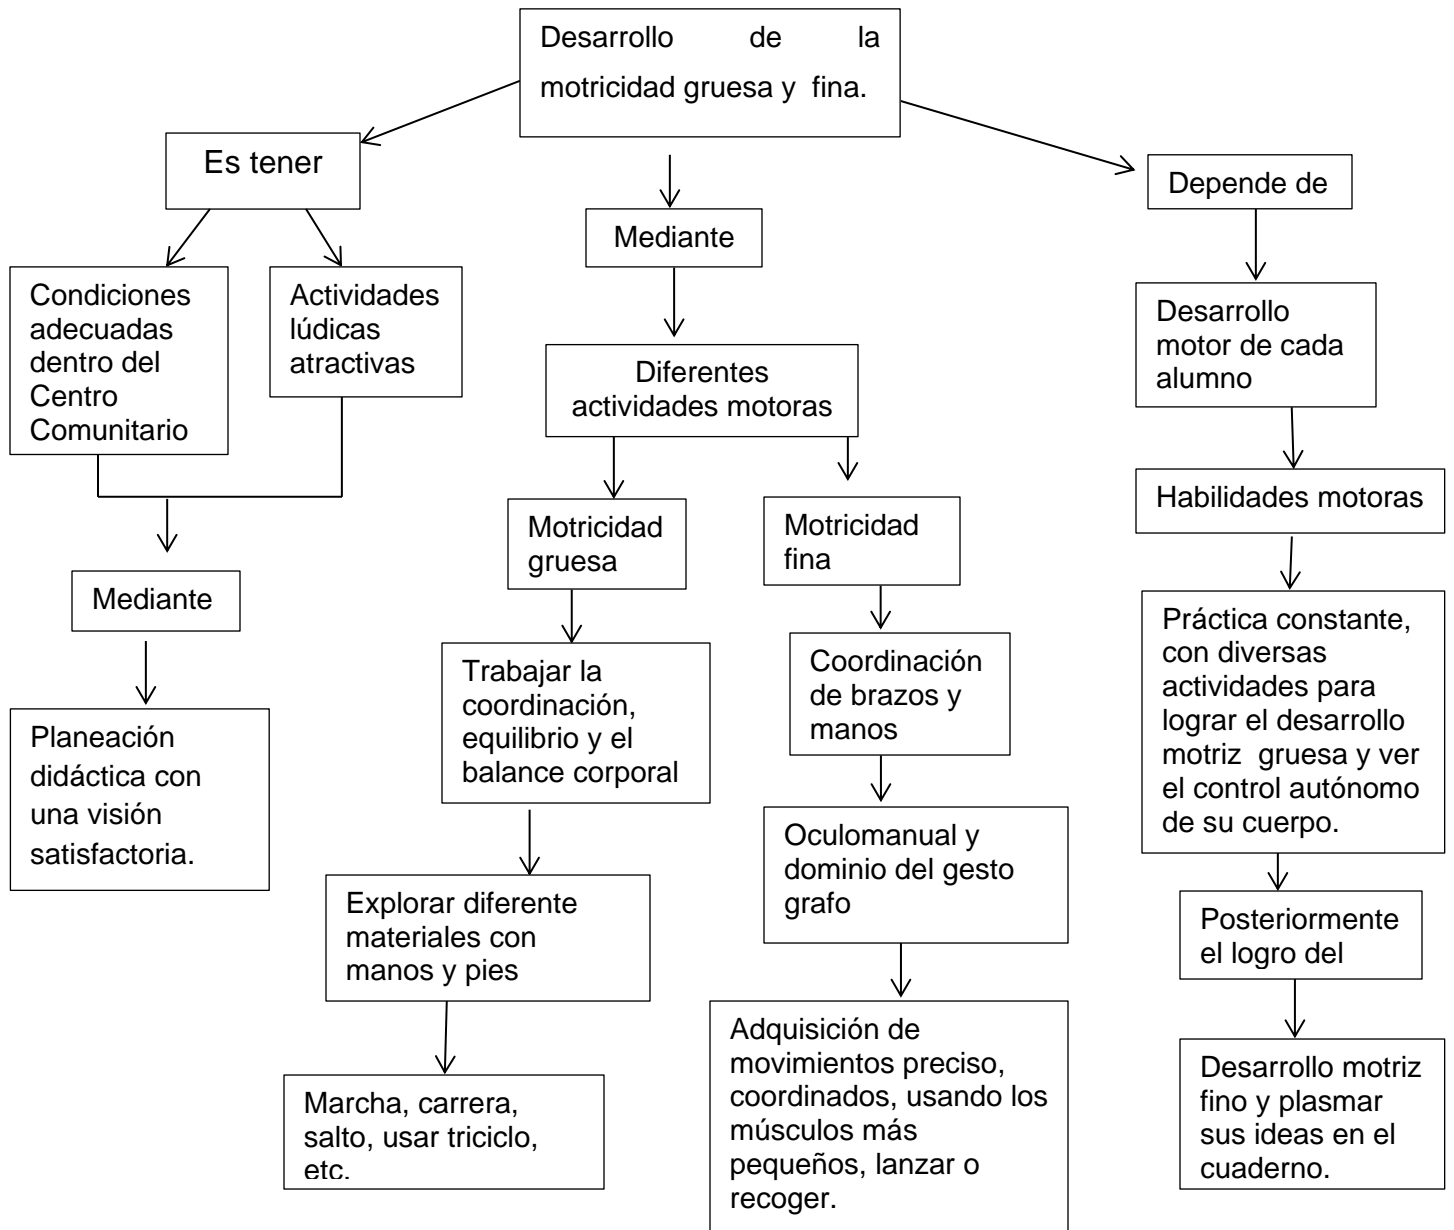 Desarrollo de la
motricidad gruesa y fina.
Es tener
Condiciones
adecuadas
dentro del
Centro
Comunitario
Actividades
lúdicas
atractivas
Mediante
Planeación
didáctica con
una visión
satisfactoria.
Mediante
Diferentes
actividades motoras
Motricidad
gruesa
Trabajar la
coordinación,
equilibrio y el
balance corporal
Explorar diferente
materiales con
manos y pies
Marcha, carrera,
salto, usar triciclo,
etc.
Motricidad
fina
Coordinación
de brazos y
manos
Oculomanual y
dominio del gesto
grafo
Adquisición de
movimientos preciso,
coordinados, usando los
músculos más
pequeños, lanzar o
recoger.
Depende de
Desarrollo
motor de cada
alumno
Habilidades motoras
Práctica constante,
con diversas
actividades para
lograr el desarrollo
motriz gruesa y ver
el control autónomo
de su cuerpo.
Posteriormente
el logro del
Desarrollo motriz
fino y plasmar
sus ideas en el
cuaderno.